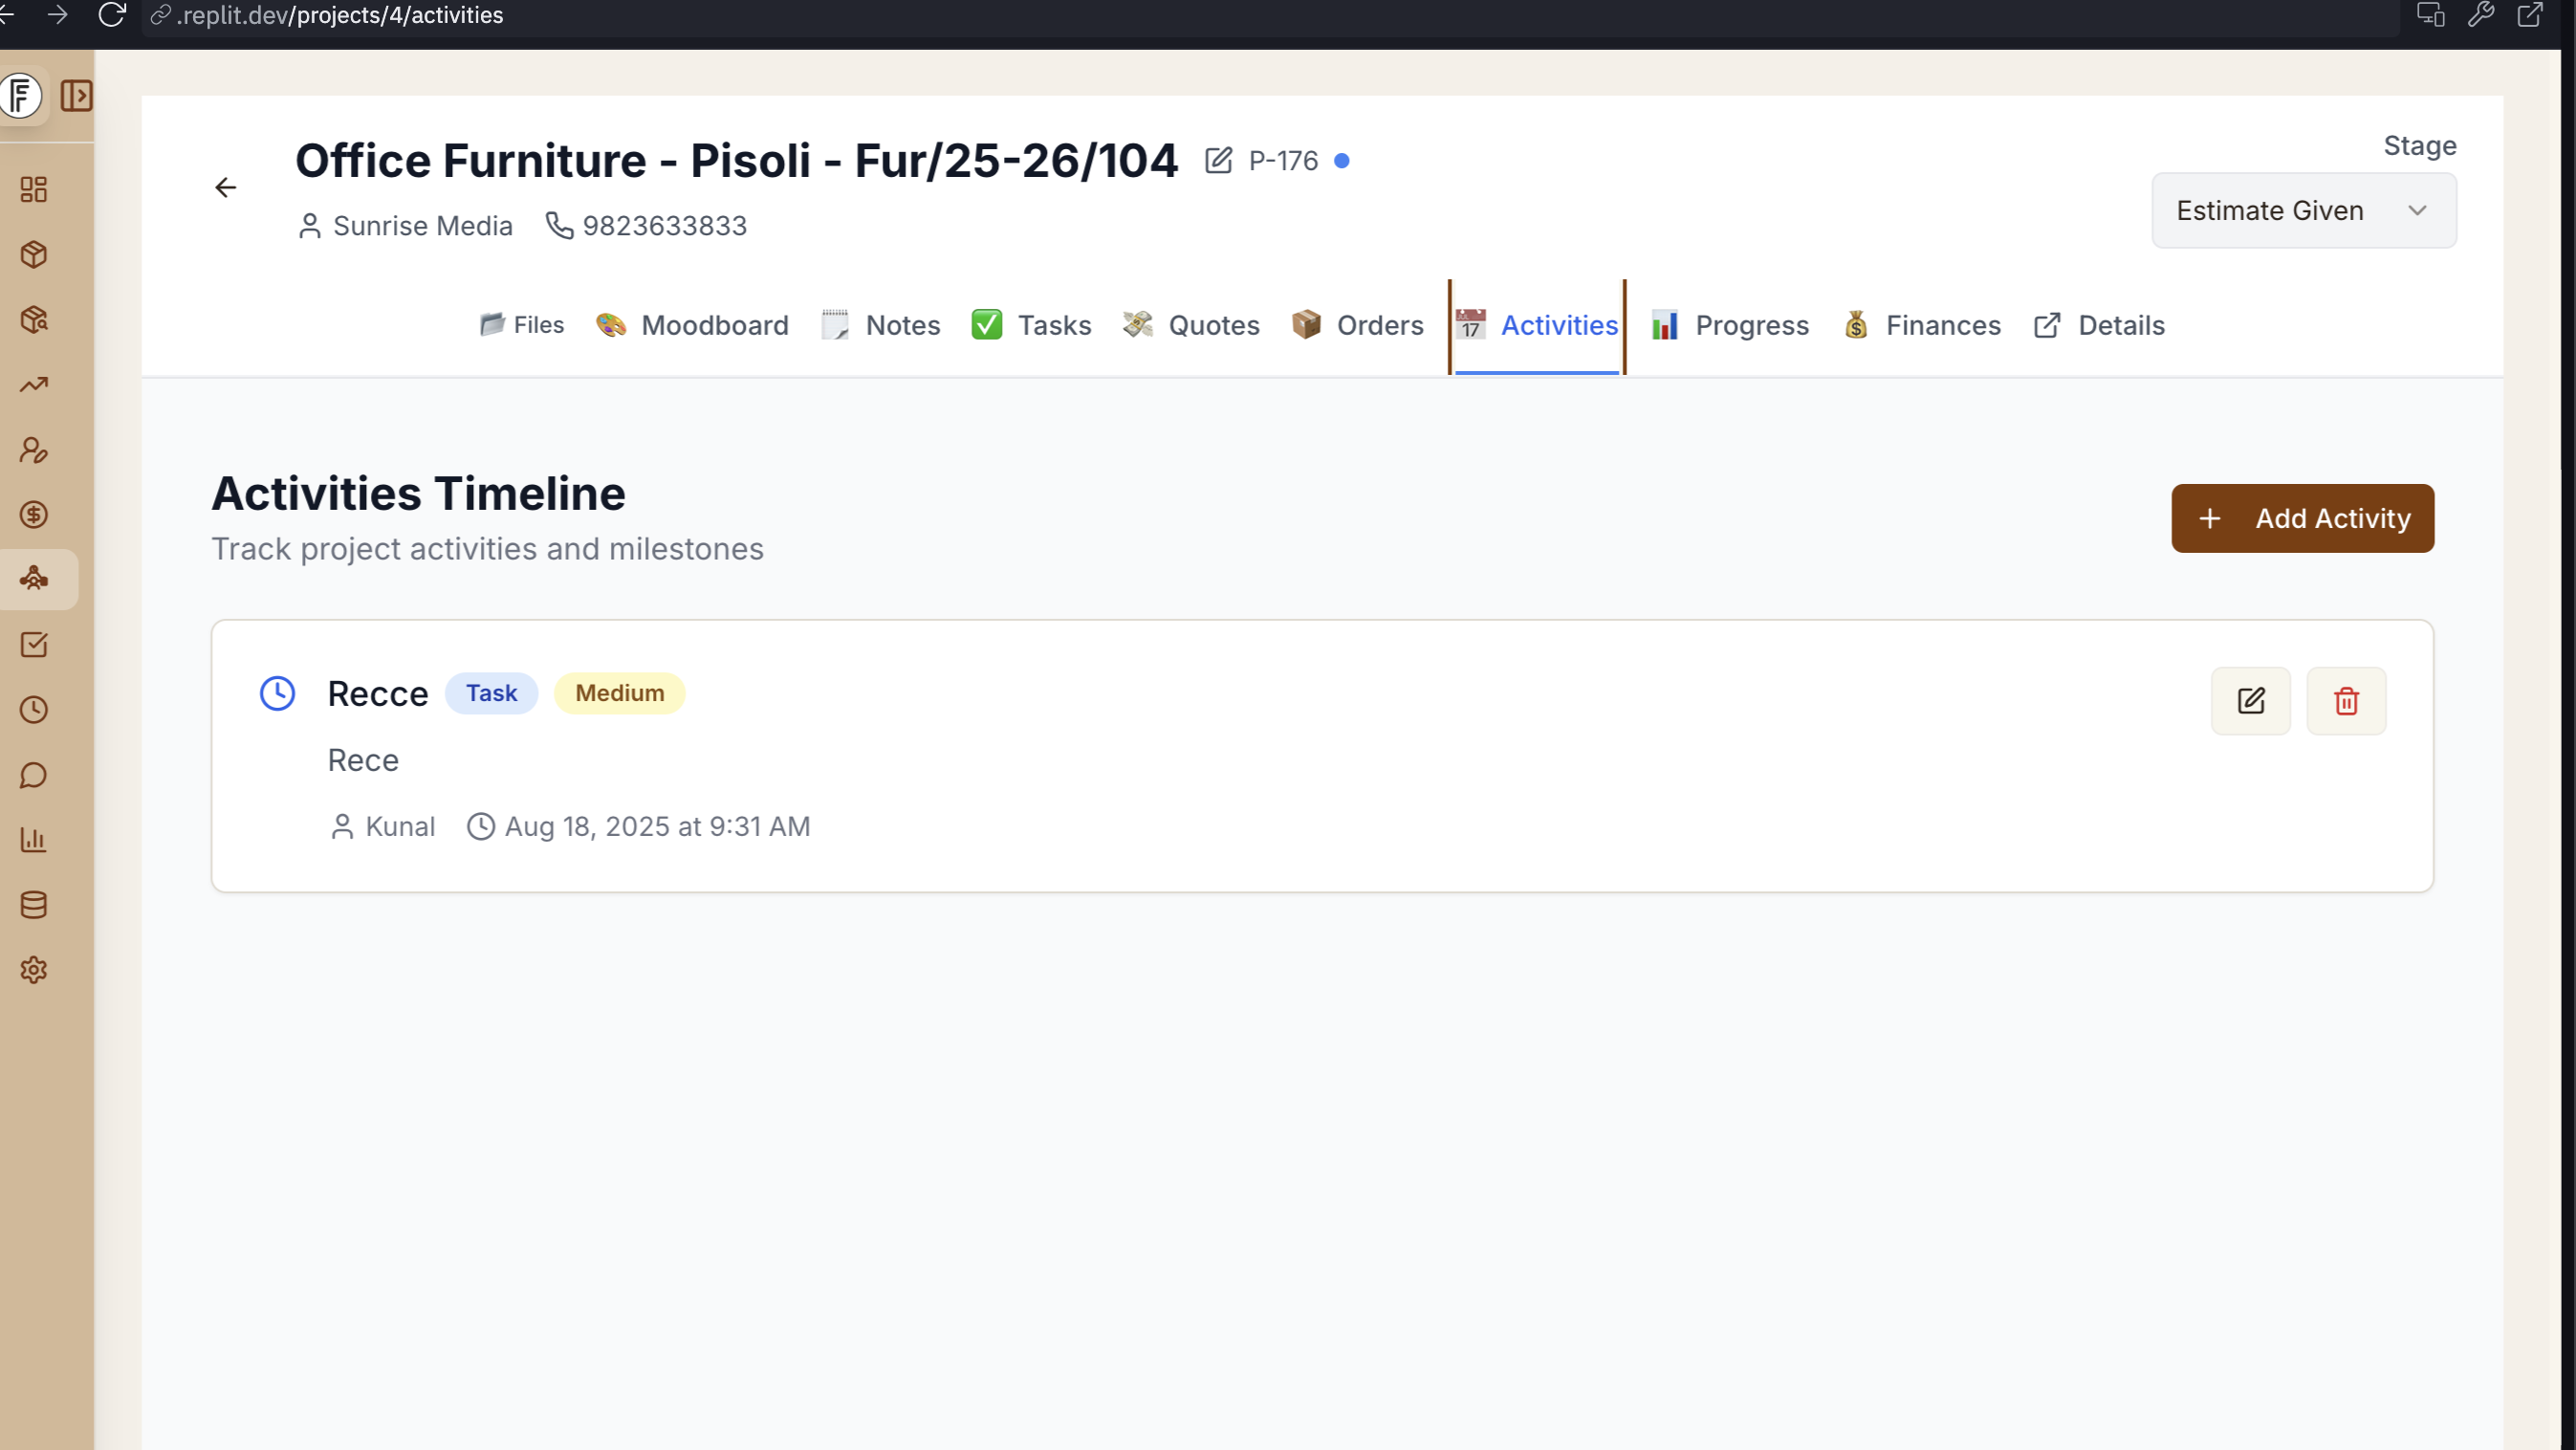 .replit.dev/projects/4/activities
Office Furniture - Pisoli - Fur/25-26/104 P-176
Stage
Sunrise Media 9823633833
Estimate Given
Files Moodboard Notes Tasks Quotes Orders 17 Activities Progress Finances Details
Activities Timeline
Track project activities and milestones
Add Activity
Recce Task Medium
Rece
Kunal Aug 18, 2025 at 9:31 AM